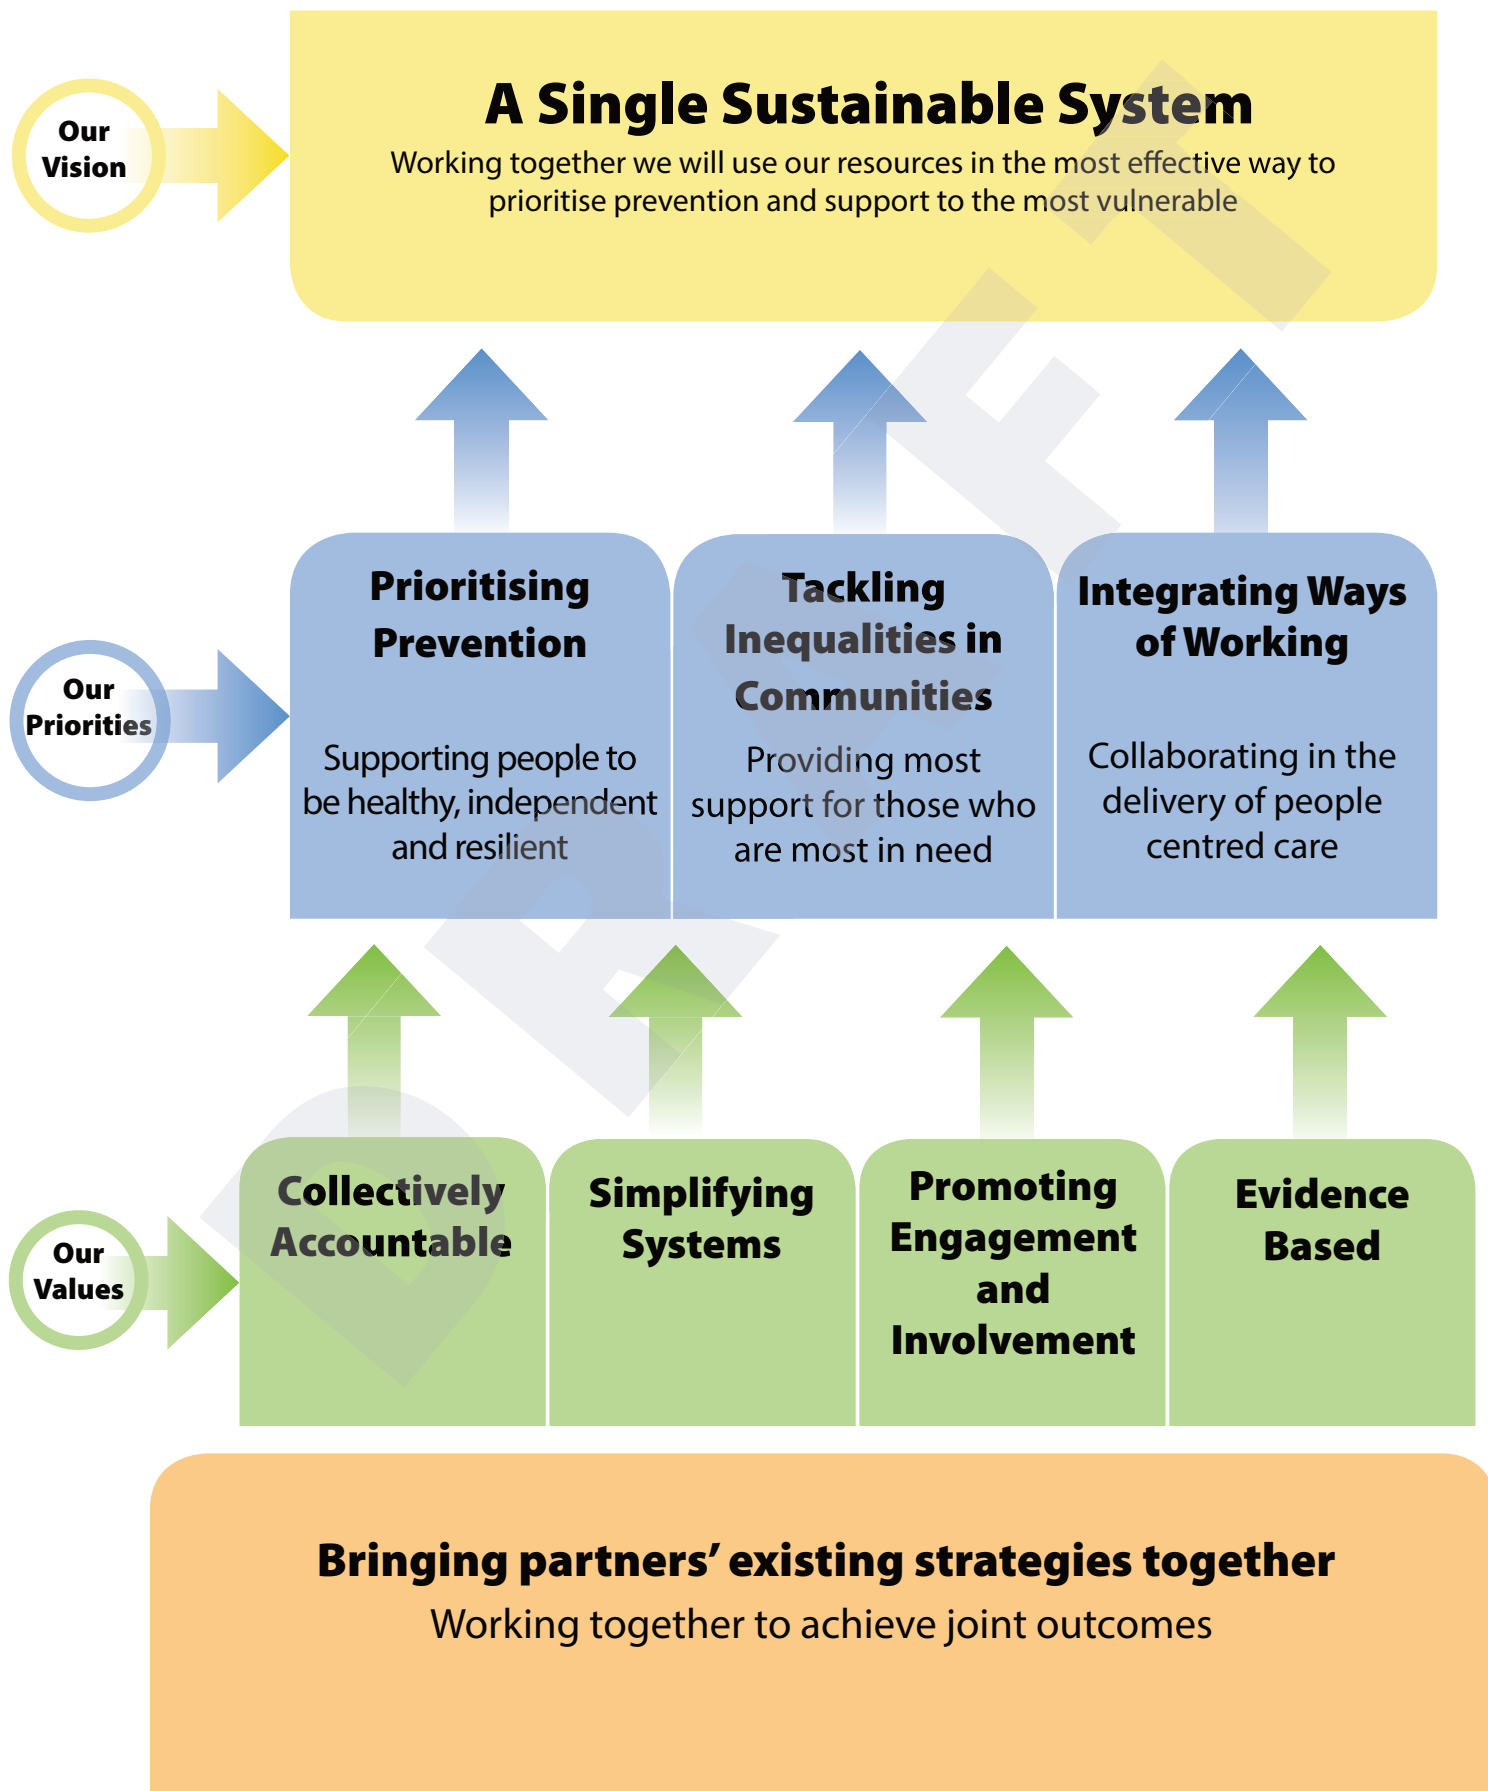 Our
Vision
A Single Sustainable System
Working together we will use our resources in the most effective way to
prioritise prevention and support to the most vulnerable
Our
Priorities
Prioritising
Prevention
Supporting people to
be healthy, independent
and resilient
Tackling
Inequalities in
Communities
Providing most
support for those who
are most in need
Integrating Ways
of Working
Collaborating in the
delivery of people
centred care
Our
Values
Collectively
Accountable
Simplifying
Systems
Promoting
Engagement
and
Involvement
Evidence
Based
Bringing partners’ existing strategies together
Working together to achieve joint outcomes
DRAFT